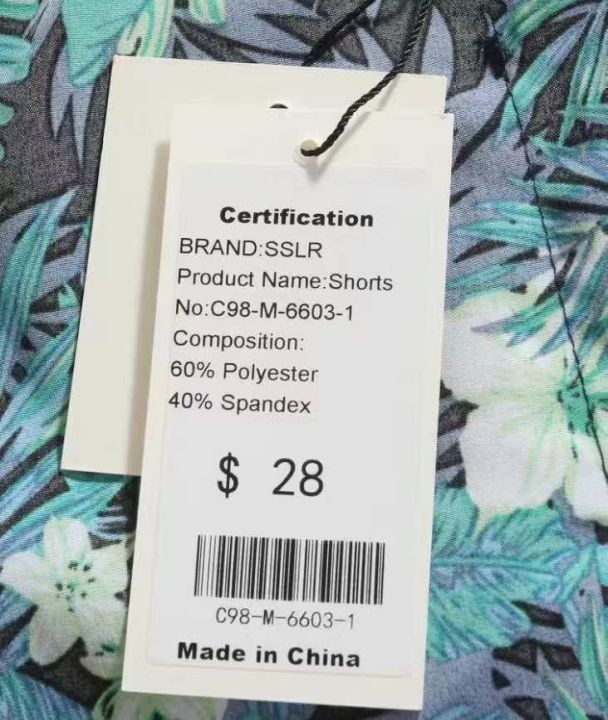 Certification
BRAND:SSLR
Product Name:Shorts
No:C98-M-6603-1
Composition:
60% Polyester
40% Spandex
$ 28
C98-M-6603-1
Made in China